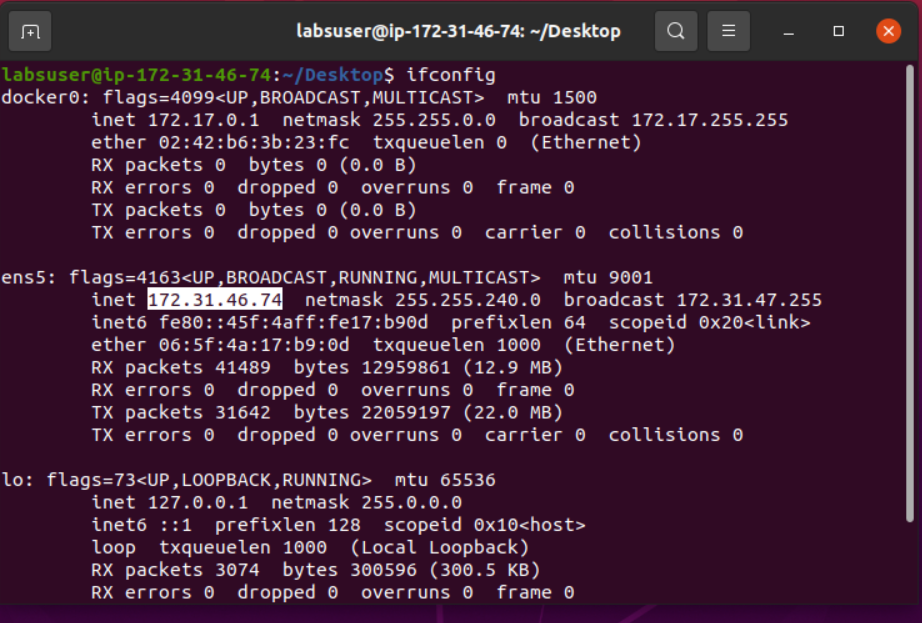 labsuser@ip-172-31-46-74: ~/Desktop
labsuser@ip-172-31-46-74:~/Desktop$ ifconfig
docker0: flags=4099<UP,BROADCAST,MULTICAST>  mtu 1500
        inet 172.17.0.1  netmask 255.255.0.0  broadcast 172.17.255.255
        ether 02:42:b6:3b:23:fc  txqueuelen 0  (Ethernet)
        RX packets 0  bytes 0 (0.0 B)
        RX errors 0  dropped 0  overruns 0  frame 0
        TX packets 0  bytes 0 (0.0 B)
        TX errors 0  dropped 0 overruns 0  carrier 0  collisions 0

ens5: flags=4163<UP,BROADCAST,RUNNING,MULTICAST>  mtu 9001
        inet 172.31.46.74  netmask 255.255.240.0  broadcast 172.31.47.255
        inet6 fe80::45f:4aff:fe17:b90d  prefixlen 64  scopeid 0x20<link>
        ether 06:5f:4a:17:b9:0d  txqueuelen 1000  (Ethernet)
        RX packets 41489  bytes 12959861 (12.9 MB)
        RX errors 0  dropped 0  overruns 0  frame 0
        TX packets 31642  bytes 22059197 (22.0 MB)
        TX errors 0  dropped 0 overruns 0  carrier 0  collisions 0

lo: flags=73<UP,LOOPBACK,RUNNING>  mtu 65536
        inet 127.0.0.1  netmask 255.0.0.0
        inet6 ::1  prefixlen 128  scopeid 0x10<host>
        loop  txqueuelen 1000  (Local Loopback)
        RX packets 3074  bytes 300596 (300.5 KB)
        RX errors 0  dropped 0  overruns 0  frame 0